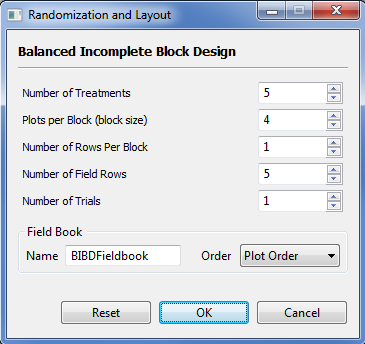 Randomization and Layout
Balanced Incomplete Block Design
Number of Treatments 5
Plots per Block (block size) 4
Number of Rows Per Block 1
Number of Field Rows 5
Number of Trials 1
Field Book
Name BIBDFieldbook Order Plot Order
Reset OK Cancel